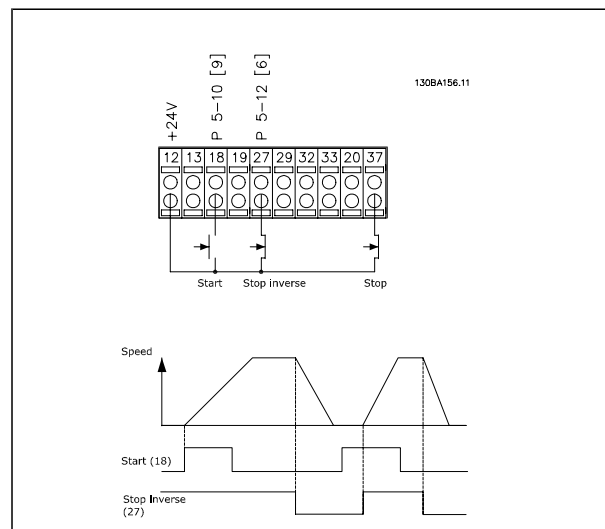 130BA156.11
+24V
P 5-10 [9]
P 5-12 [6]
12 13 18 19 27 29 32 33 20 37
Start Stop inverse Stop
Speed
Start (18)
Stop Inverse
(27)